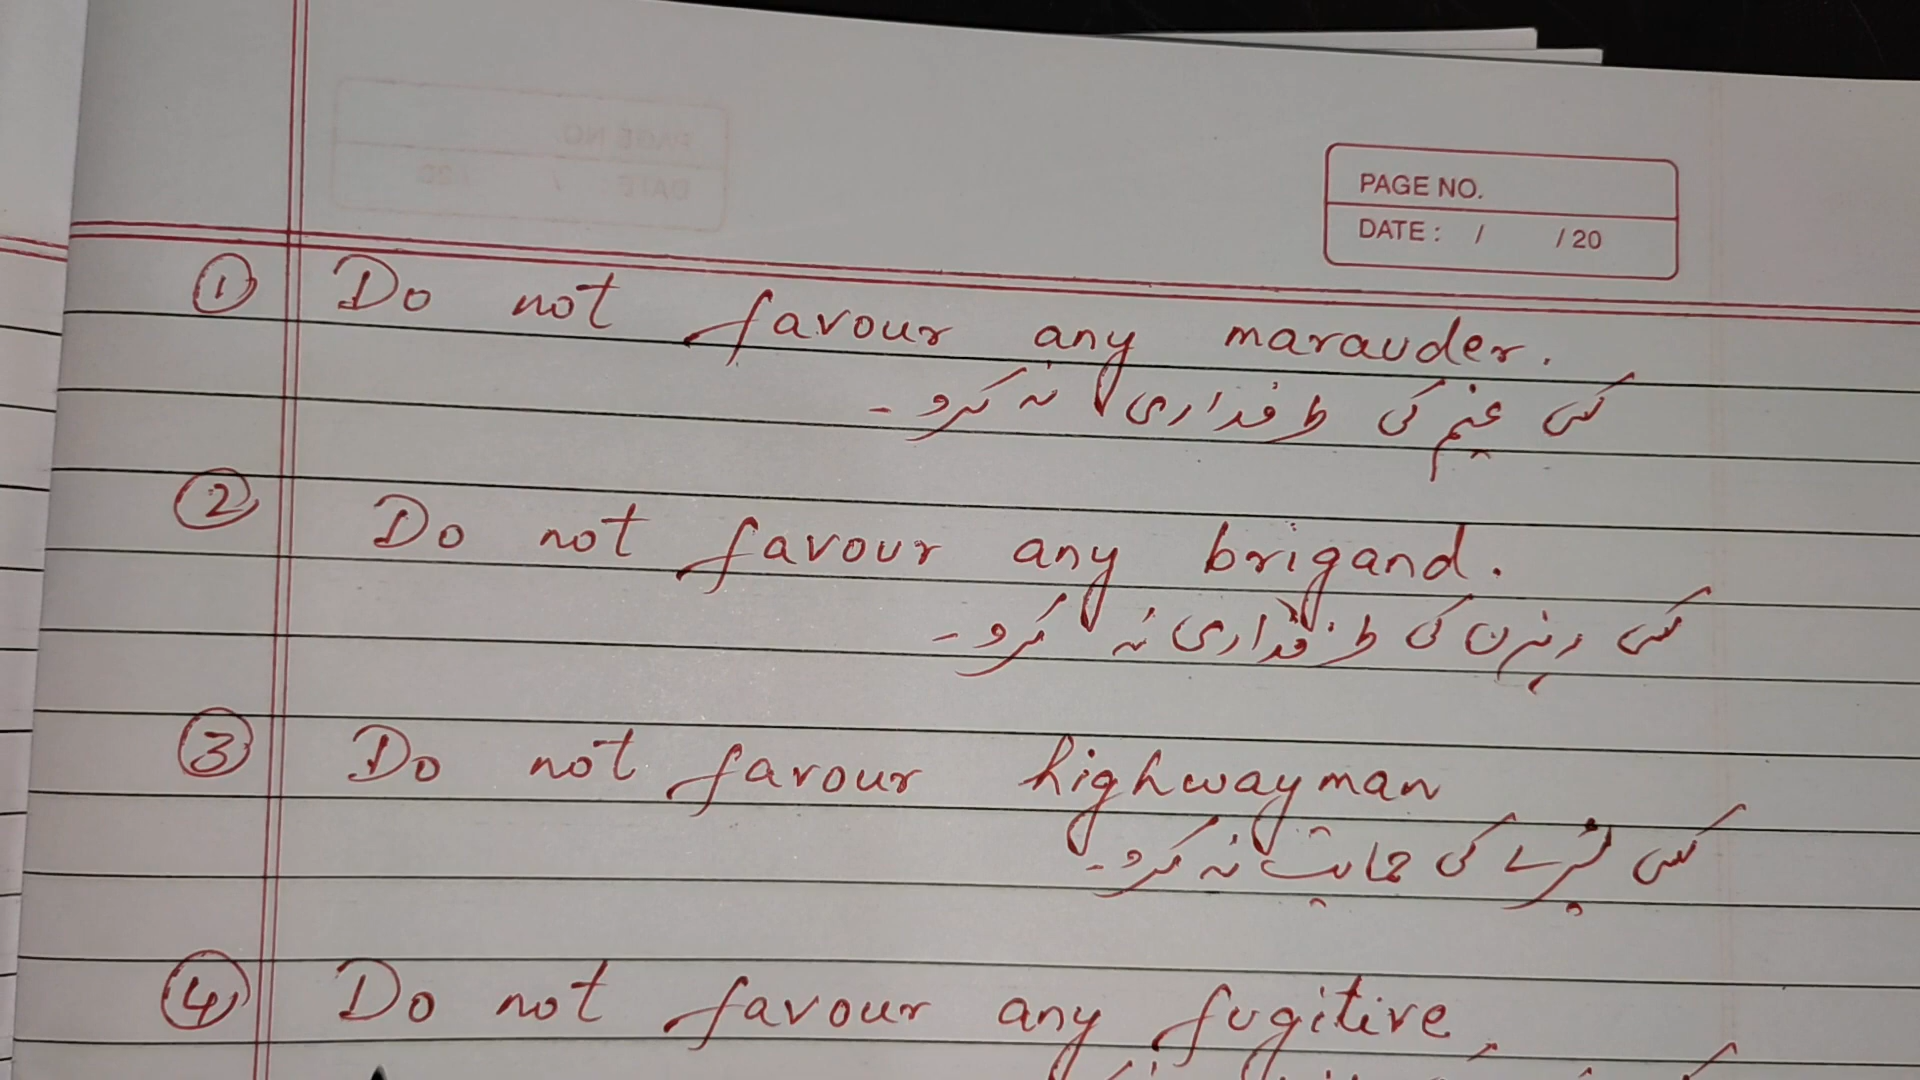 PAGE NO.
DATE : / / 20
① Do not favour any marauder.
کسی غنیم کی طرفداری نہ کرو۔
② Do not favour any brigand.
کسی رہزن کی طرفداری نہ کرو۔
③ Do not favour highwayman
کسی لٹیرے کی حمایت نہ کرو۔
④ Do not favour any fugitive.